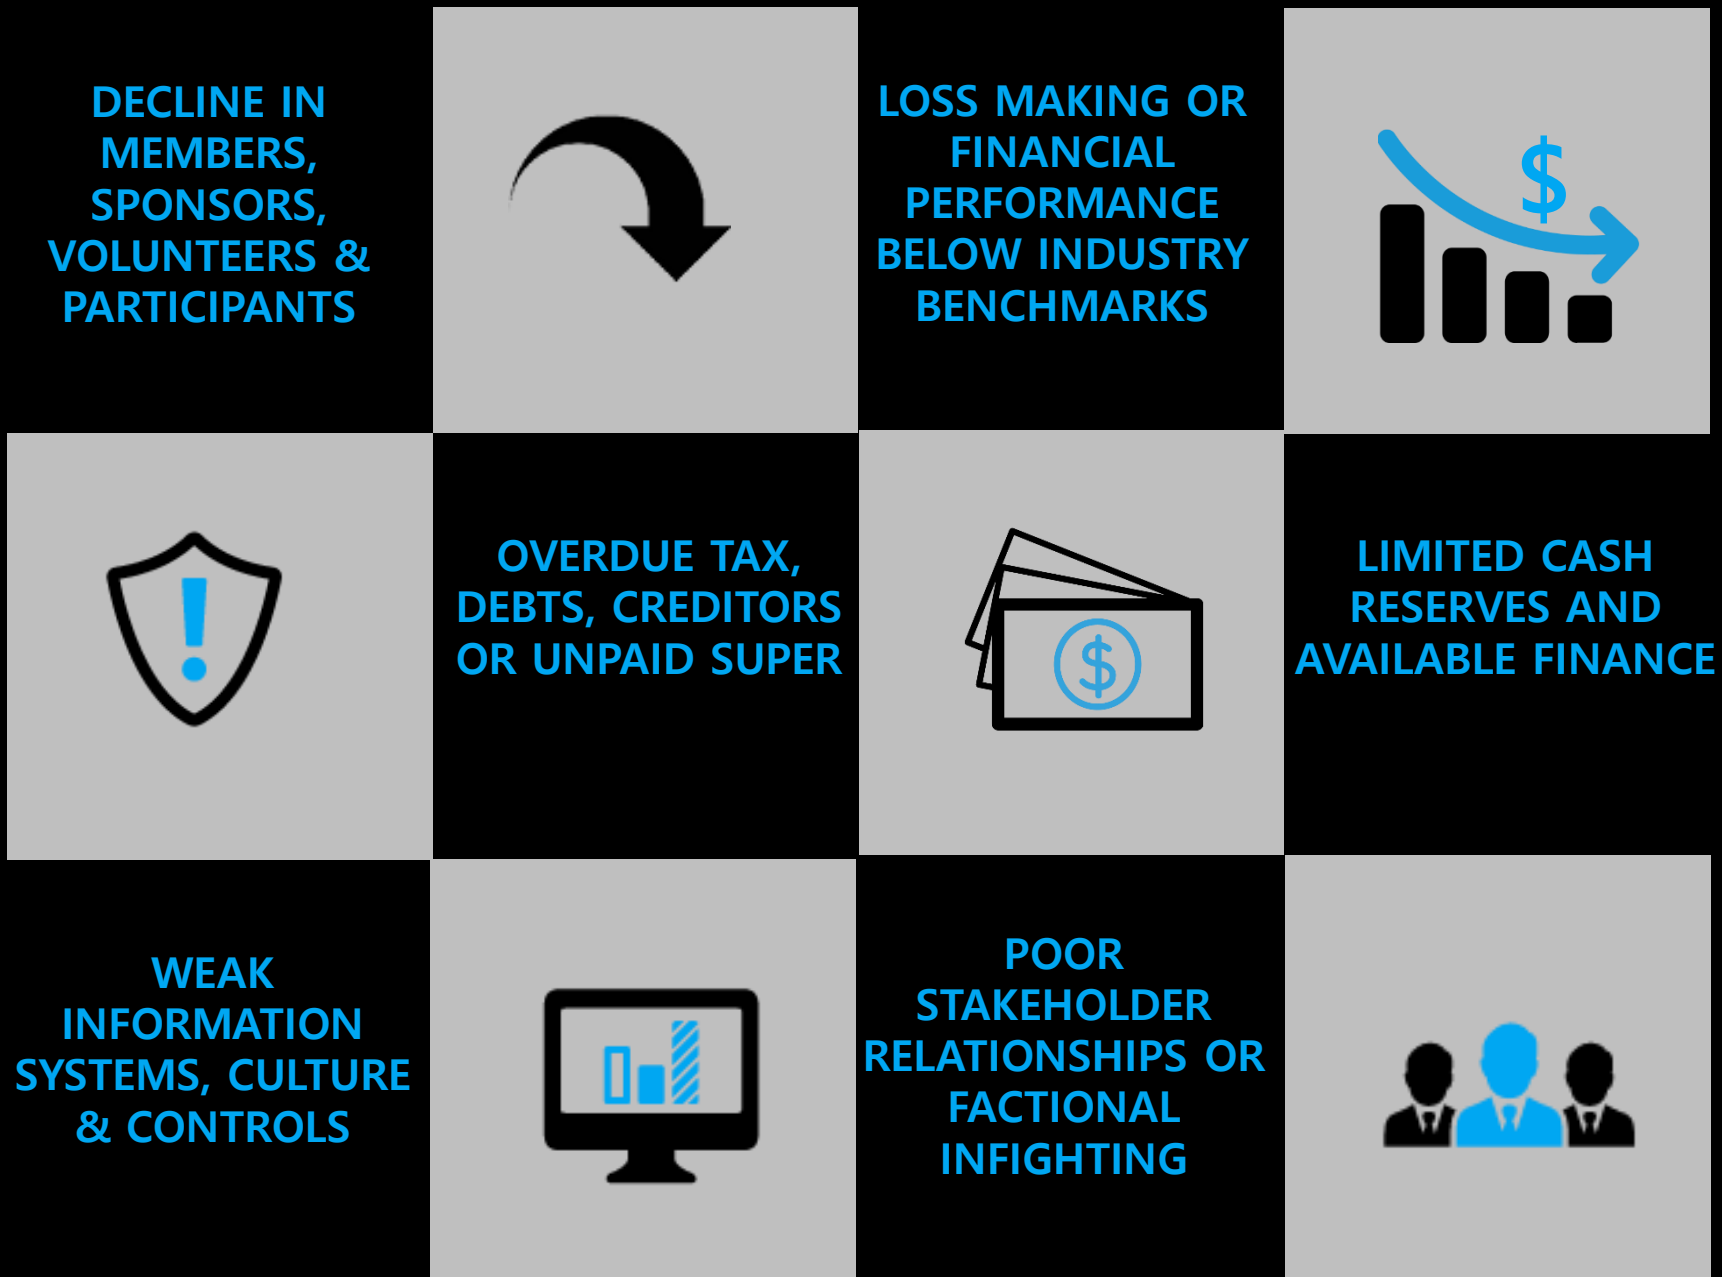 DECLINE IN
MEMBERS,
SPONSORS,
VOLUNTEERS &
PARTICIPANTS
LOSS MAKING OR
FINANCIAL
PERFORMANCE
BELOW INDUSTRY
BENCHMARKS
$
!
OVERDUE TAX,
DEBTS, CREDITORS
OR UNPAID SUPER
$
LIMITED CASH
RESERVES AND
AVAILABLE FINANCE
WEAK
INFORMATION
SYSTEMS, CULTURE
& CONTROLS
POOR
STAKEHOLDER
RELATIONSHIPS OR
FACTIONAL
INFIGHTING